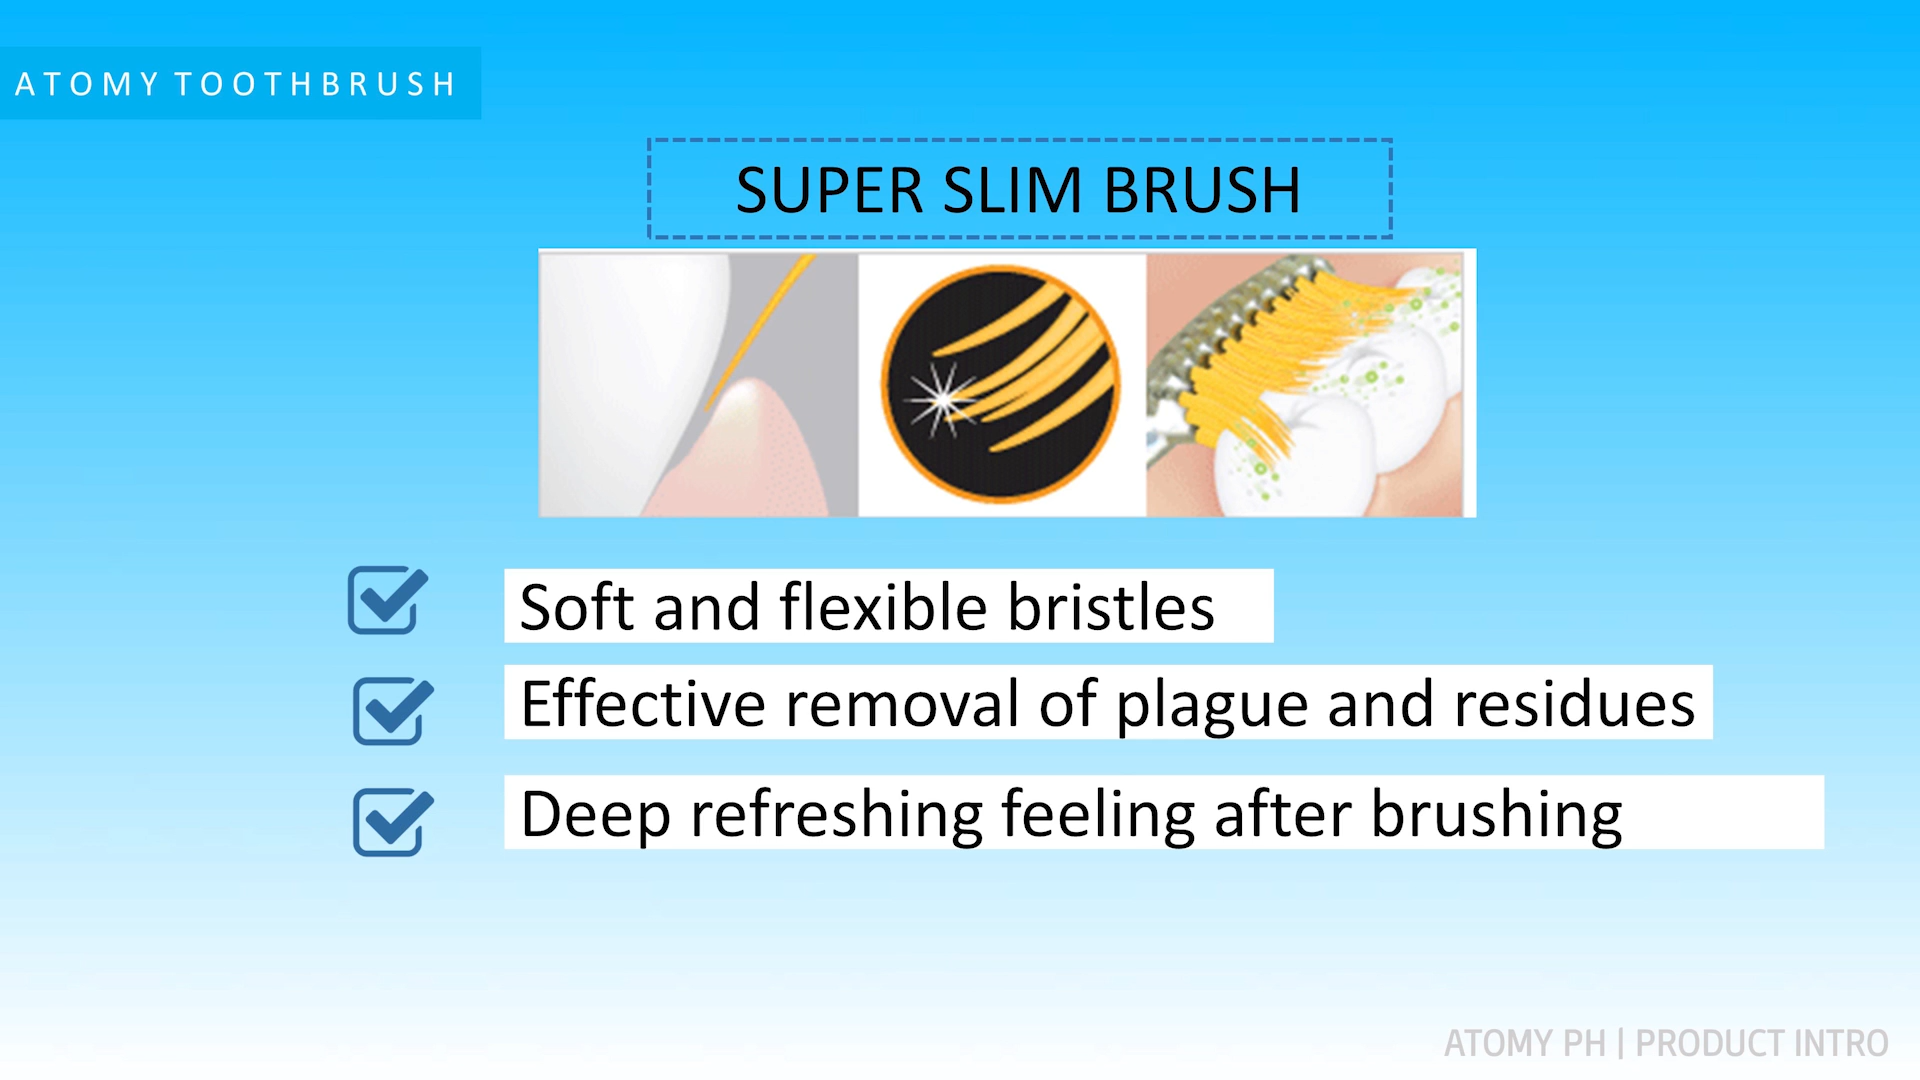 ATOMY TOOTHBRUSH
SUPER SLIM BRUSH
Soft and flexible bristles
Effective removal of plague and residues
Deep refreshing feeling after brushing
ATOMY PH | PRODUCT INTRO